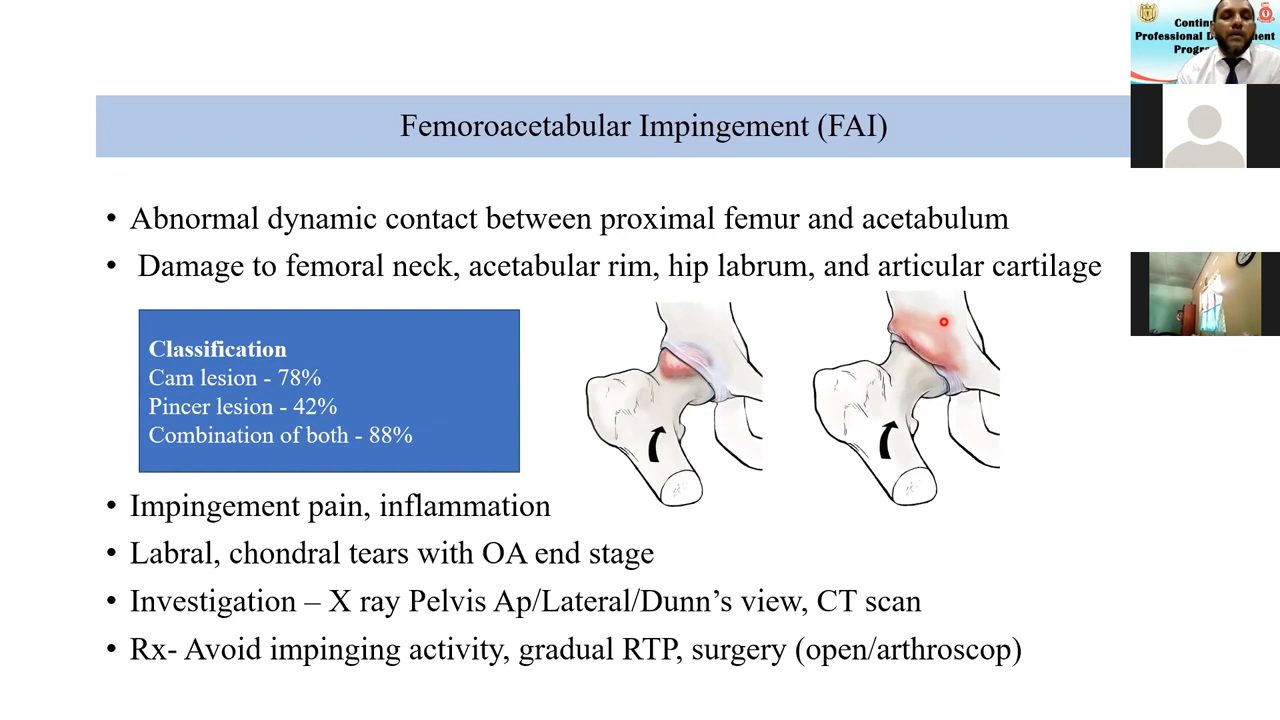 Femoroacetabular Impingement (FAI)
• Abnormal dynamic contact between proximal femur and acetabulum
• Damage to femoral neck, acetabular rim, hip labrum, and articular cartilage
Classification
Cam lesion - 78%
Pincer lesion - 42%
Combination of both - 88%
• Impingement pain, inflammation
• Labral, chondral tears with OA end stage
• Investigation – X ray Pelvis Ap/Lateral/Dunn’s view, CT scan
• Rx- Avoid impinging activity, gradual RTP, surgery (open/arthroscop)
Professional